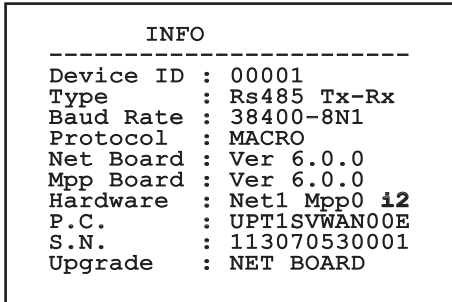 INFO
--------------------------
Device ID : 00001
Type : Rs485 Tx-Rx
Baud Rate : 38400-8N1
Protocol : MACRO
Net Board : Ver 6.0.0
Mpp Board : Ver 6.0.0
Hardware : Net1 Mpp0 i2
P.C. : UPT1SVWAN00E
S.N. : 113070530001
Upgrade : NET BOARD